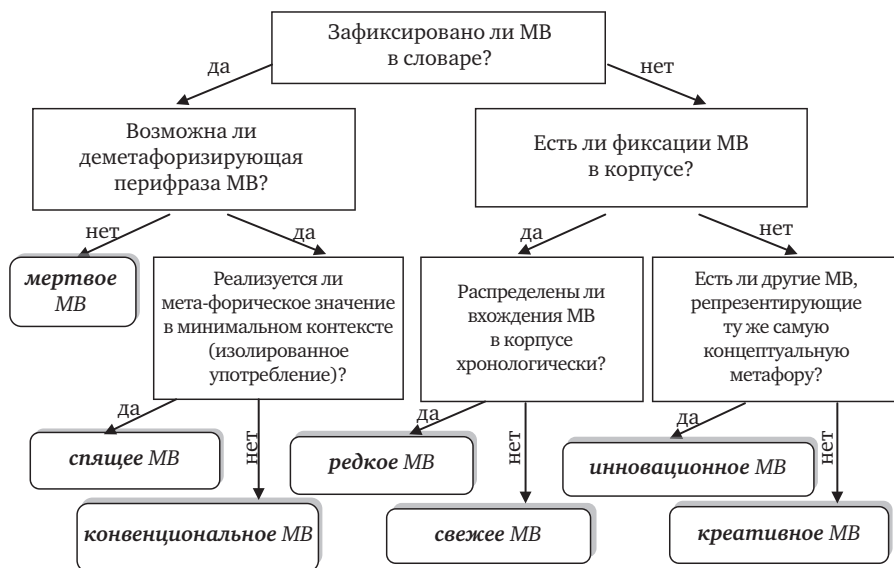 Зафиксировано ли МВ
в словаре?
да
нет
Возможна ли
деметафоризирующая
перифраза МВ?
Есть ли фиксации МВ
в корпусе?
нет
да
да
нет
мертвое
МВ
Реализуется ли
мета-форическое значение
в минимальном контексте
(изолированное
употребление)?
Распределены ли
вхождения МВ
в корпусе
хронологически?
Есть ли другие МВ,
репрезентирующие
ту же самую
концептуальную
метафору?
да
нет
да
нет
да
нет
спящее МВ
редкое МВ
инновационное МВ
конвенциональное МВ
свежее МВ
креативное МВ